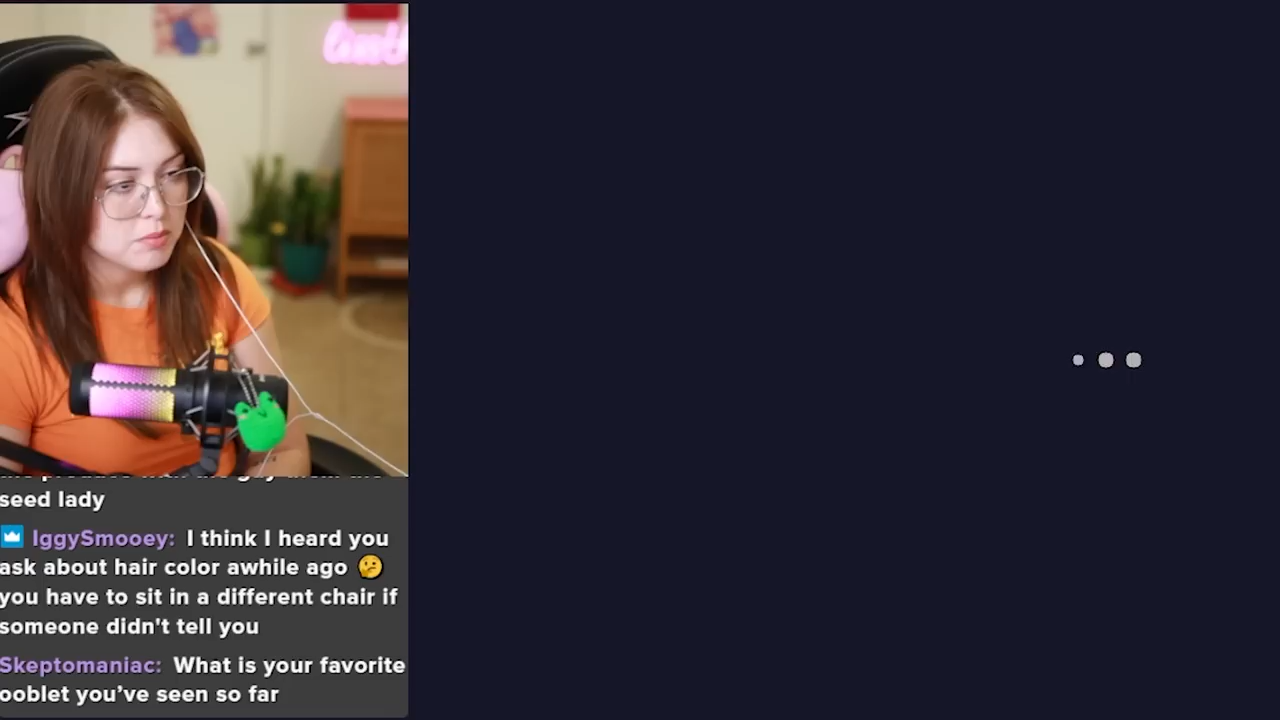 seed lady
IggySmooey: I think I heard you
ask about hair color awhile ago 🤔
you have to sit in a different chair if
someone didn't tell you
Skeptomaniac: What is your favorite
ooblet you’ve seen so far